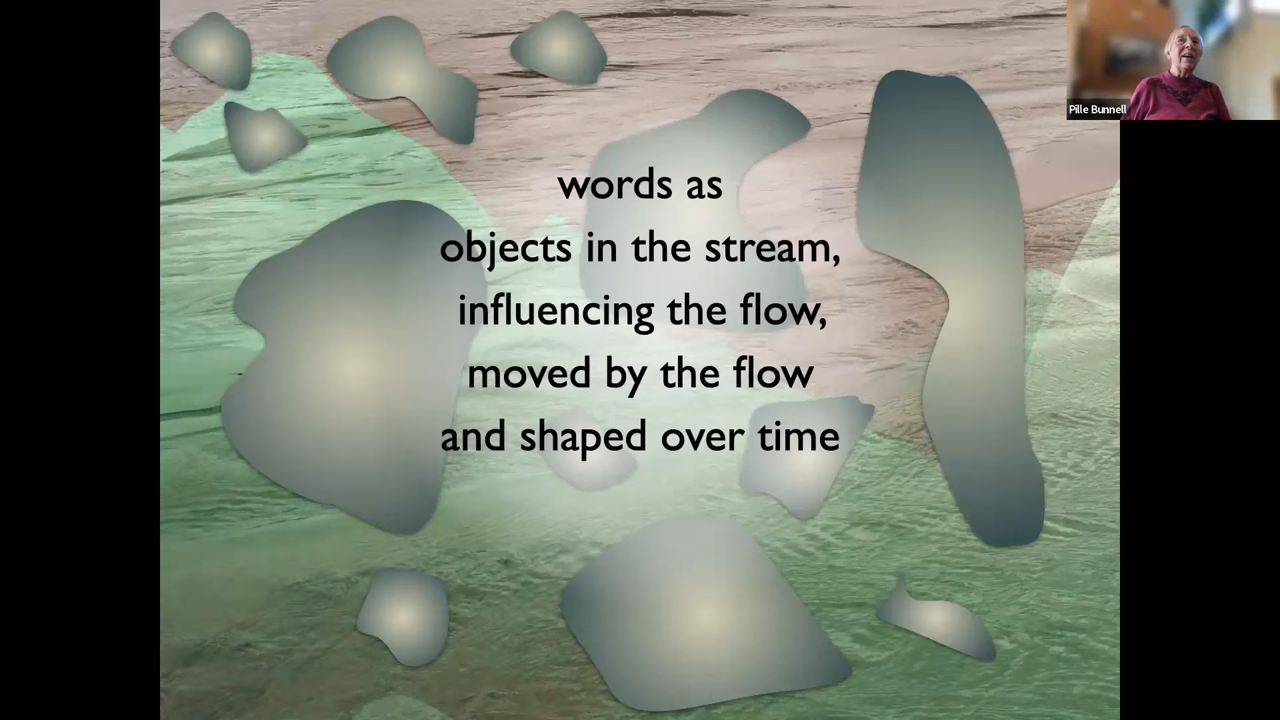 words as
objects in the stream,
influencing the flow,
moved by the flow
and shaped over time
Pille Bunnell